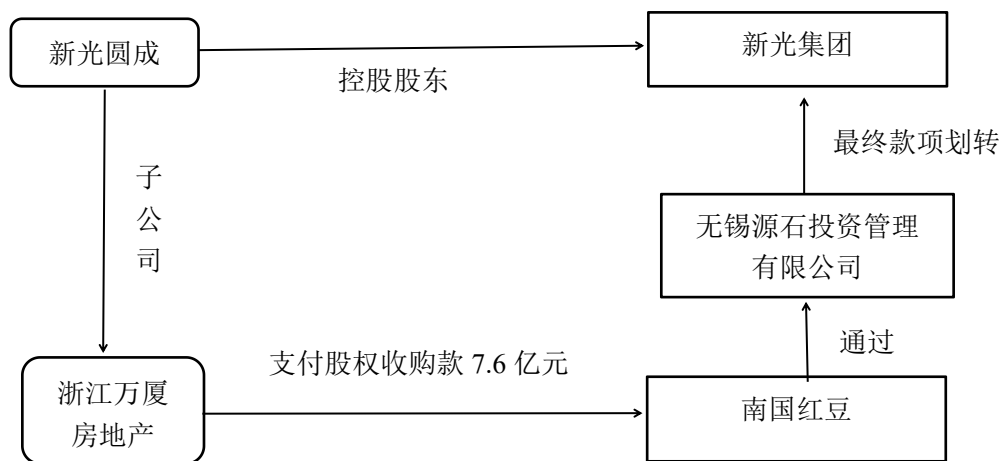 新光圆成
新光集团
控股股东
最终款项划转
子
公
司
无锡源石投资管理
有限公司
通过
支付股权收购款 7.6 亿元
浙江万厦
房地产
南国红豆